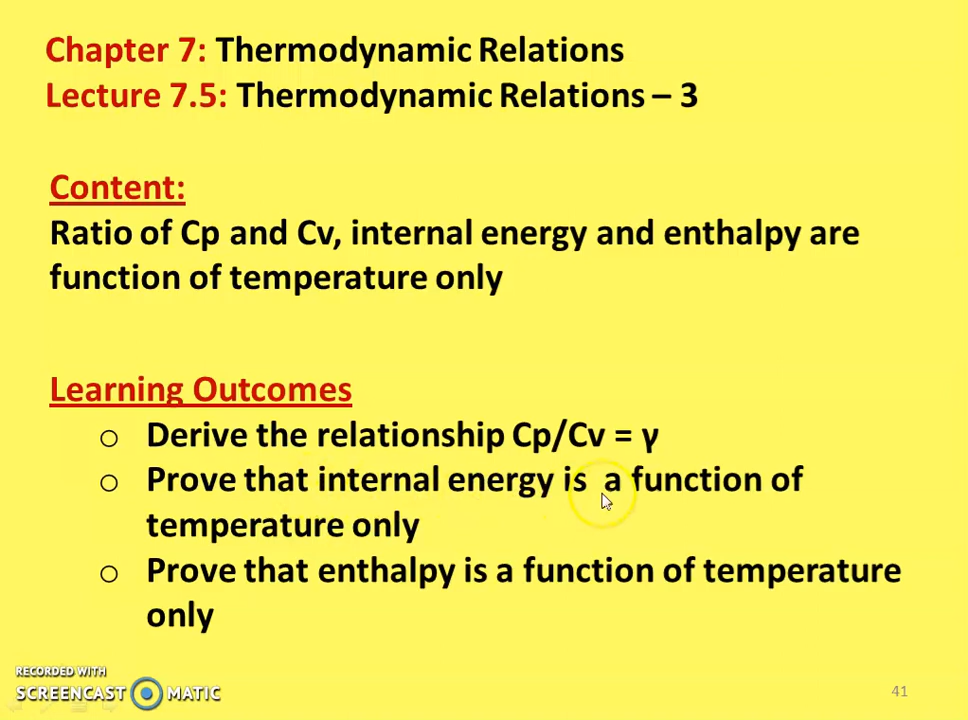 Chapter 7: Thermodynamic Relations
Lecture 7.5: Thermodynamic Relations – 3
Content:
Ratio of Cp and Cv, internal energy and enthalpy are
function of temperature only
Learning Outcomes
o Derive the relationship Cp/Cv = γ
o Prove that internal energy is a function of
temperature only
o Prove that enthalpy is a function of temperature
only
RECORDED WITH
SCREENCAST MATIC
41